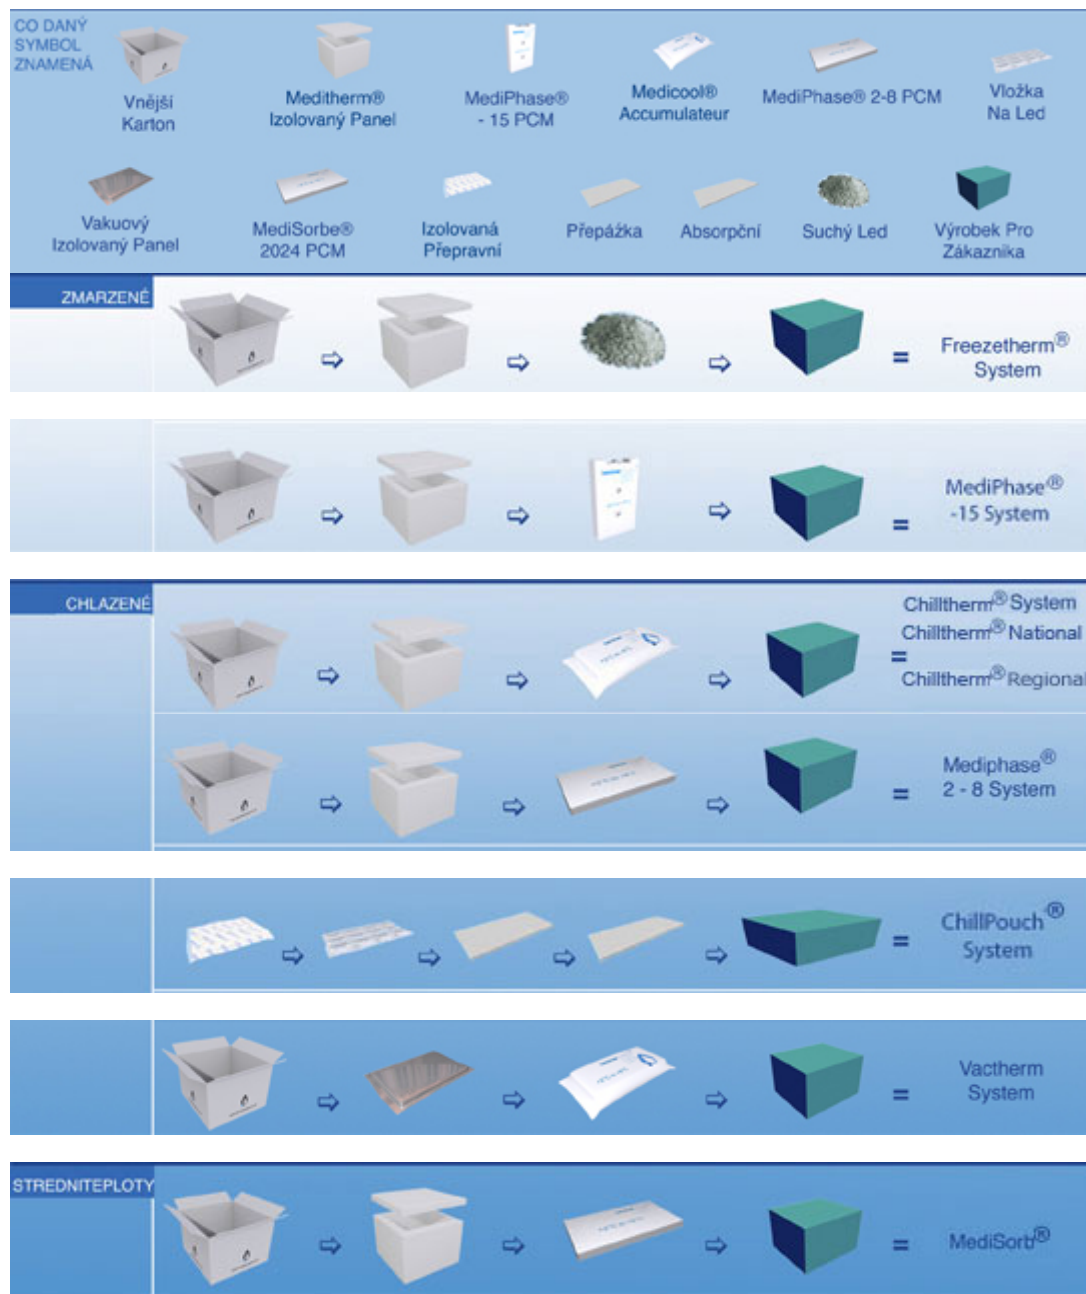 CO DANÝ
SYMBOL
ZNAMENÁ
Vnější
Karton
Meditherm®
Izolovaný Panel
MediPhase®
- 15 PCM
Medicool®
Accumulateur
MediPhase® 2-8 PCM
Vložka
Na Led
Vakuový
Izolovaný Panel
MediSorbe®
2024 PCM
Izolovaná
Přepravní
Přepážka
Absorpční
Suchý Led
Výrobek Pro
Zákazníka
ZMARZENÉ
= Freezetherm®
System
= MediPhase®
-15 System
CHLAZENÉ
Chilltherm® System
Chilltherm® National
=
Chilltherm® Regional
= Mediphase®
2 - 8 System
= ChillPouch®
System
= Vactherm
System
STREDNITEPLOTY
= MediSorb®